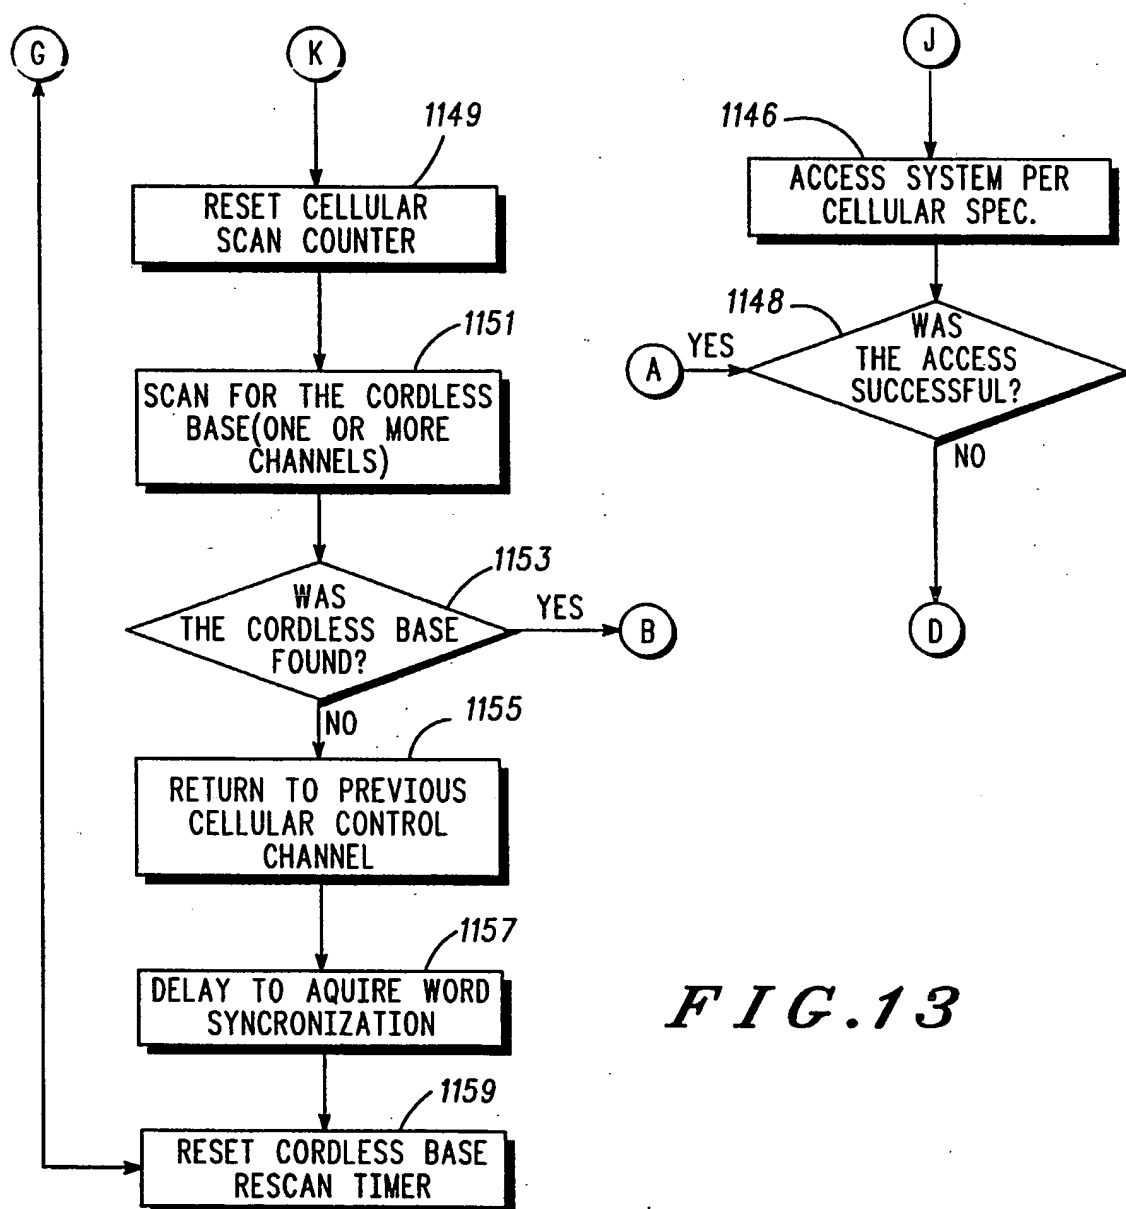 G
K
1149
RESET CELLULAR
SCAN COUNTER
1151
SCAN FOR THE CORDLESS
BASE(ONE OR MORE
CHANNELS)
1153
WAS
THE CORDLESS BASE
FOUND?
YES
B
NO
1155
RETURN TO PREVIOUS
CELLULAR CONTROL
CHANNEL
1157
DELAY TO AQUIRE WORD
SYNCRONIZATION
1159
RESET CORDLESS BASE
RESCAN TIMER
J
1146
ACCESS SYSTEM PER
CELLULAR SPEC.
1148
WAS
THE ACCESS
SUCCESSFUL?
YES
A
NO
D
FIG.13